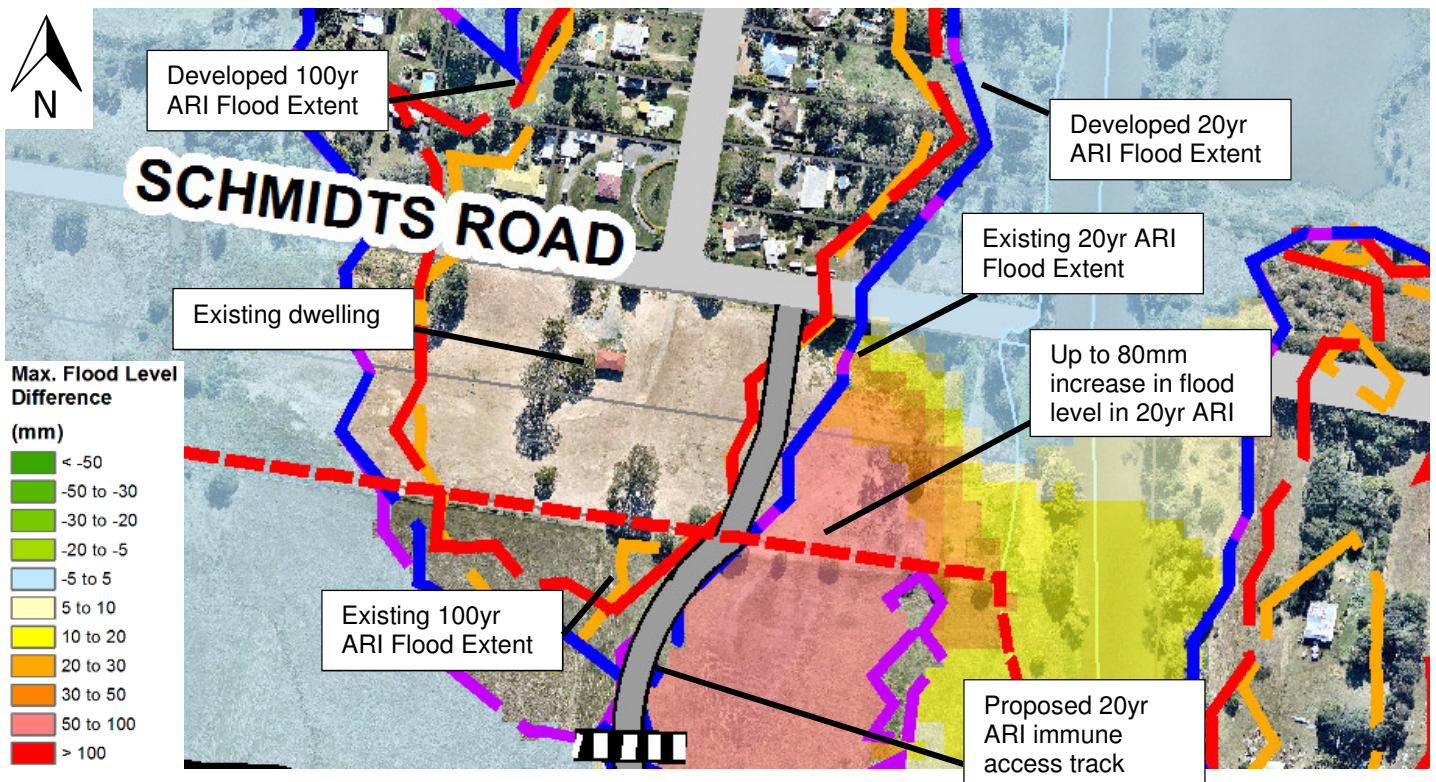 N
Developed 100yr
ARI Flood Extent
Developed 20yr
ARI Flood Extent
SCHMIDTS ROAD
Existing 20yr ARI
Flood Extent
Existing dwelling
Up to 80mm
increase in flood
level in 20yr ARI
Max. Flood Level
Difference
(mm)
< -50
-50 to -30
-30 to -20
-20 to -5
-5 to 5
5 to 10
10 to 20
20 to 30
30 to 50
50 to 100
> 100
Existing 100yr
ARI Flood Extent
Proposed 20yr
ARI immune
access track